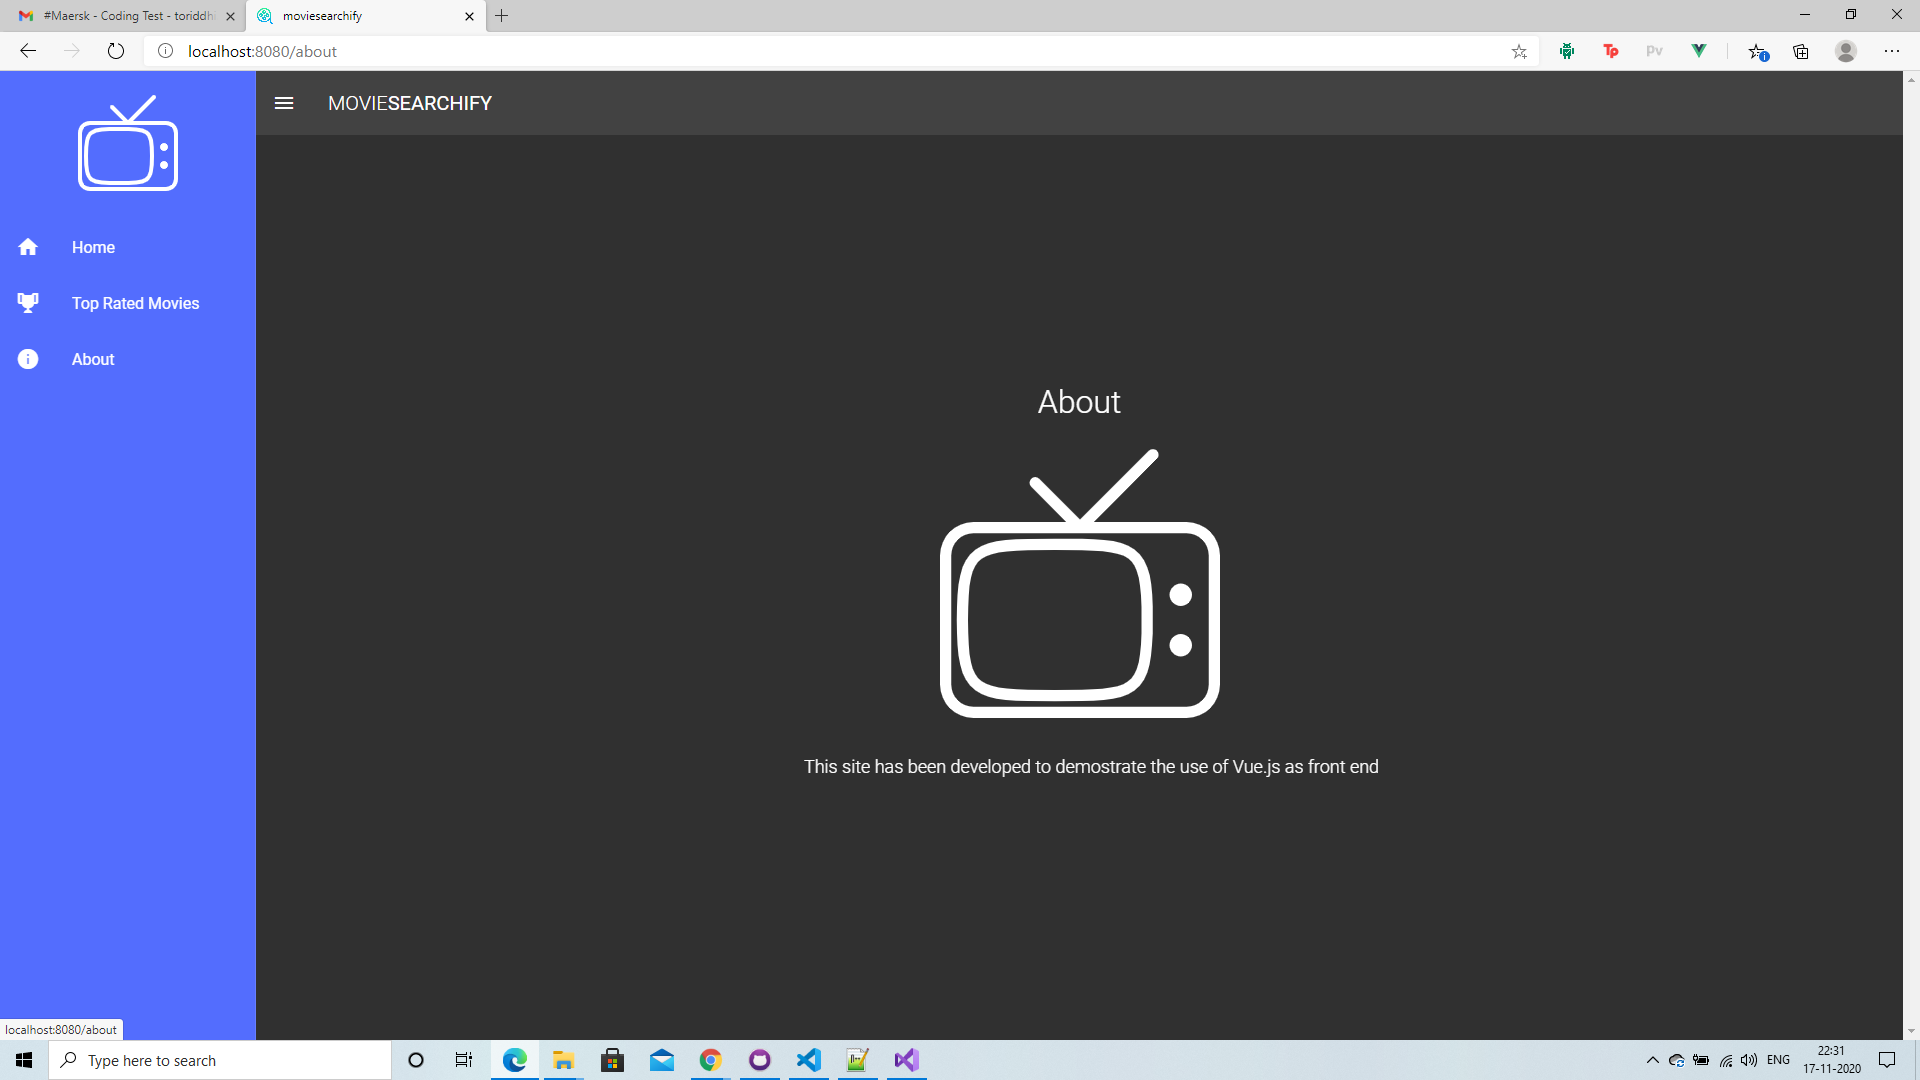 #Maersk - Coding Test - toriddh
moviesearchify
localhost:8080/about
Tp
Pv
MOVIESEARCHIFY
Home
Top Rated Movies
About
About
This site has been developed to demostrate the use of Vue.js as front end
localhost:8080/about
Type here to search
ENG
22:31
17-11-2020